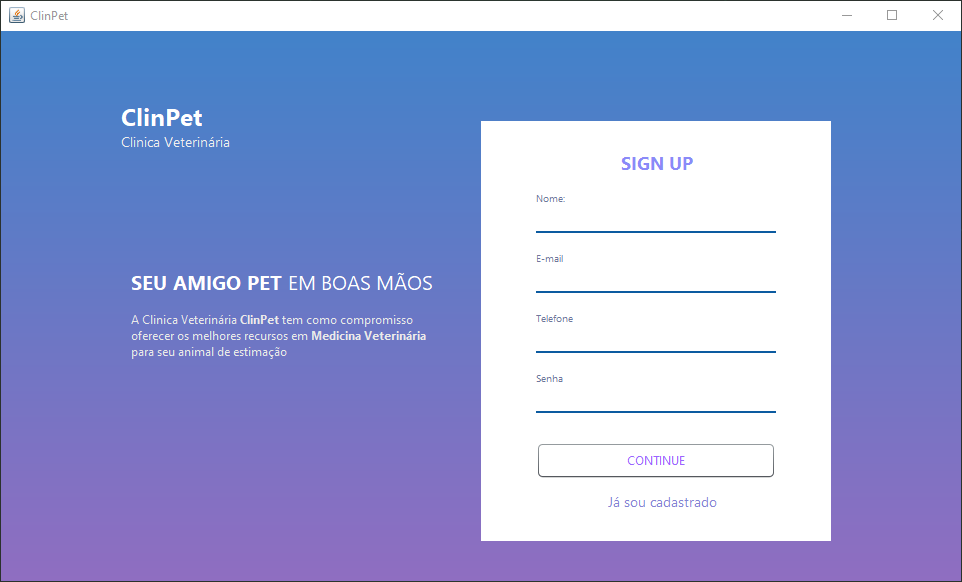 ClinPet
ClinPet
Clinica Veterinária
SEU AMIGO PET EM BOAS MÃOS
A Clinica Veterinária ClinPet tem como compromisso
oferecer os melhores recursos em Medicina Veterinária
para seu animal de estimação
SIGN UP
Nome:
E-mail
Telefone
Senha
CONTINUE
Já sou cadastrado